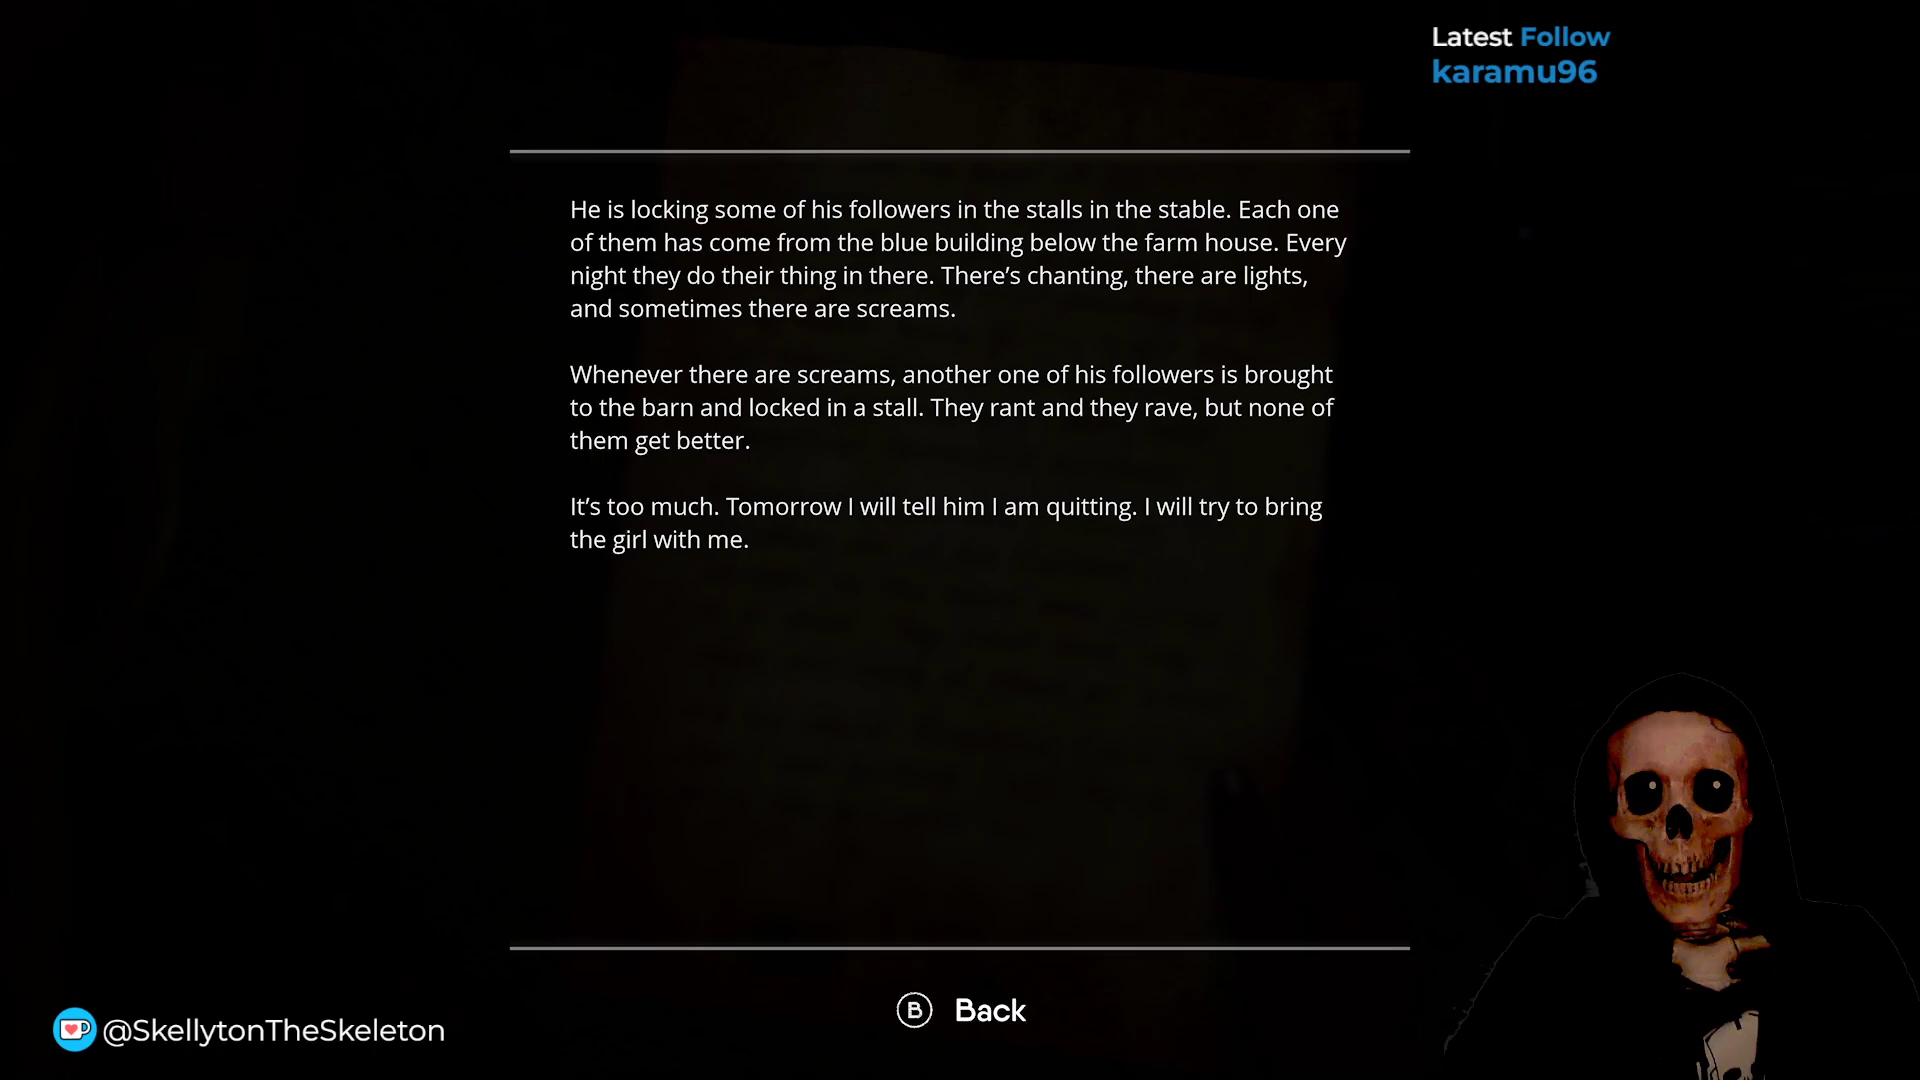 Latest Follow
karamu96
He is locking some of his followers in the stalls in the stable. Each one
of them has come from the blue building below the farm house. Every
night they do their thing in there. There’s chanting, there are lights,
and sometimes there are screams.
Whenever there are screams, another one of his followers is brought
to the barn and locked in a stall. They rant and they rave, but none of
them get better.
It’s too much. Tomorrow I will tell him I am quitting. I will try to bring
the girl with me.
B Back
@SkellytonTheSkeleton